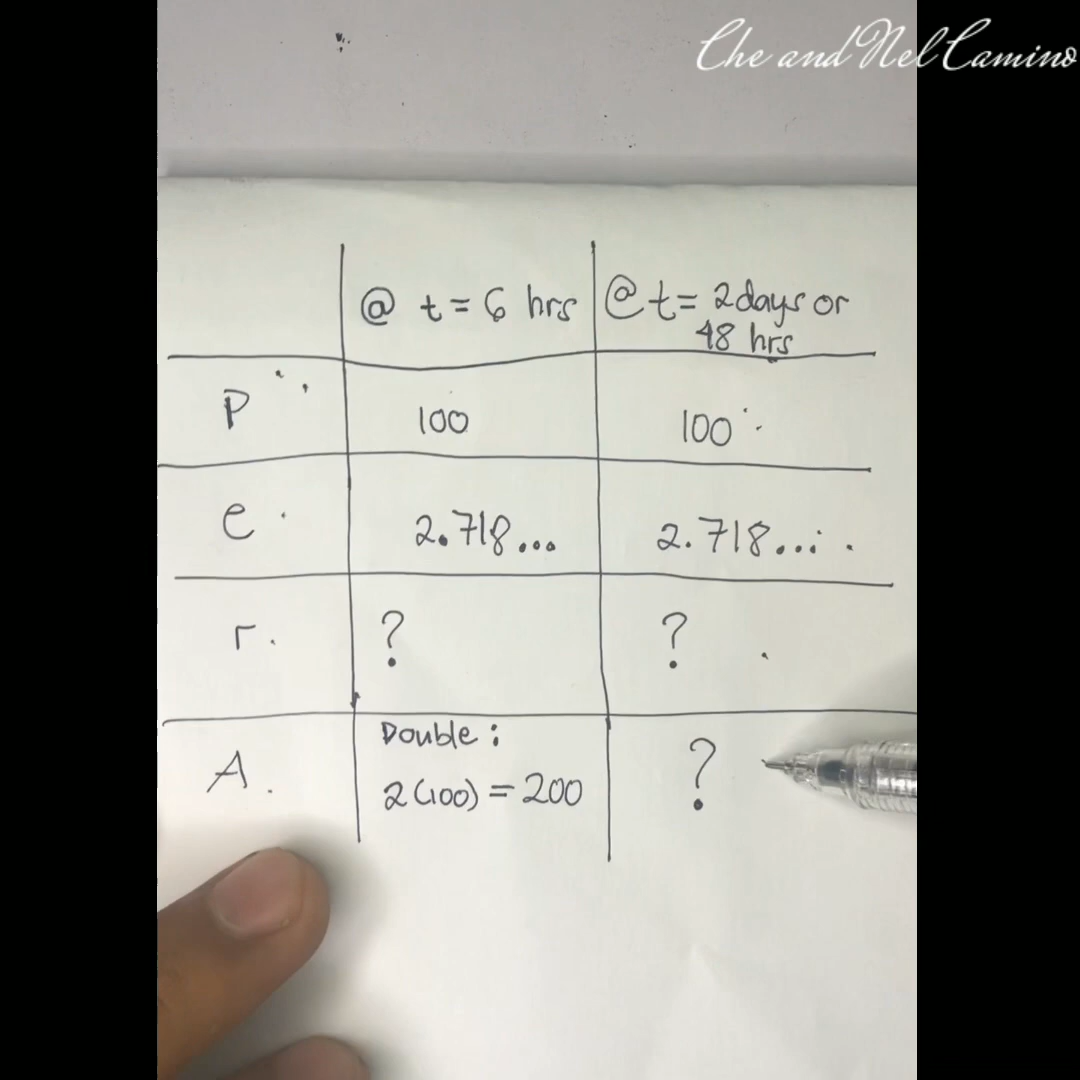 Che and Nel Camino
@ t = 6 hrs
@ t = 2 days or
48 hrs
P
100
100
e
2.718...
2.718...
r
?
?
A
Double:
2(100) = 200
?